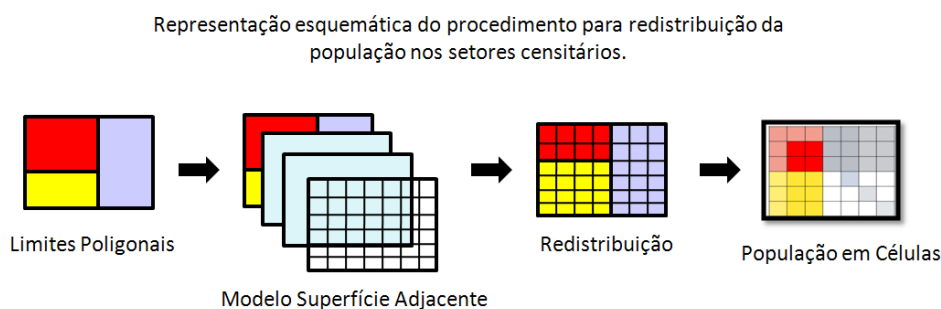 Representação esquemática do procedimento para redistribuição da
população nos setores censitários.
Limites Poligonais
Modelo Superfície Adjacente
Redistribuição
População em Células